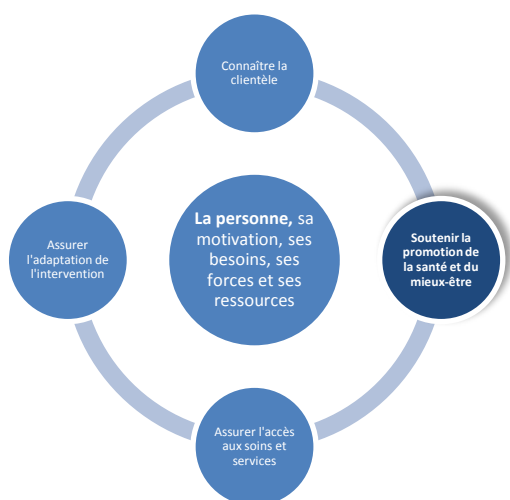 Connaître la
clientèle
La personne, sa
motivation, ses
besoins, ses
forces et ses
ressources
Soutenir la
promotion de
la santé et du
mieux-être
Assurer l'accès
aux soins et
services
Assurer
l'adaptation de
l'intervention